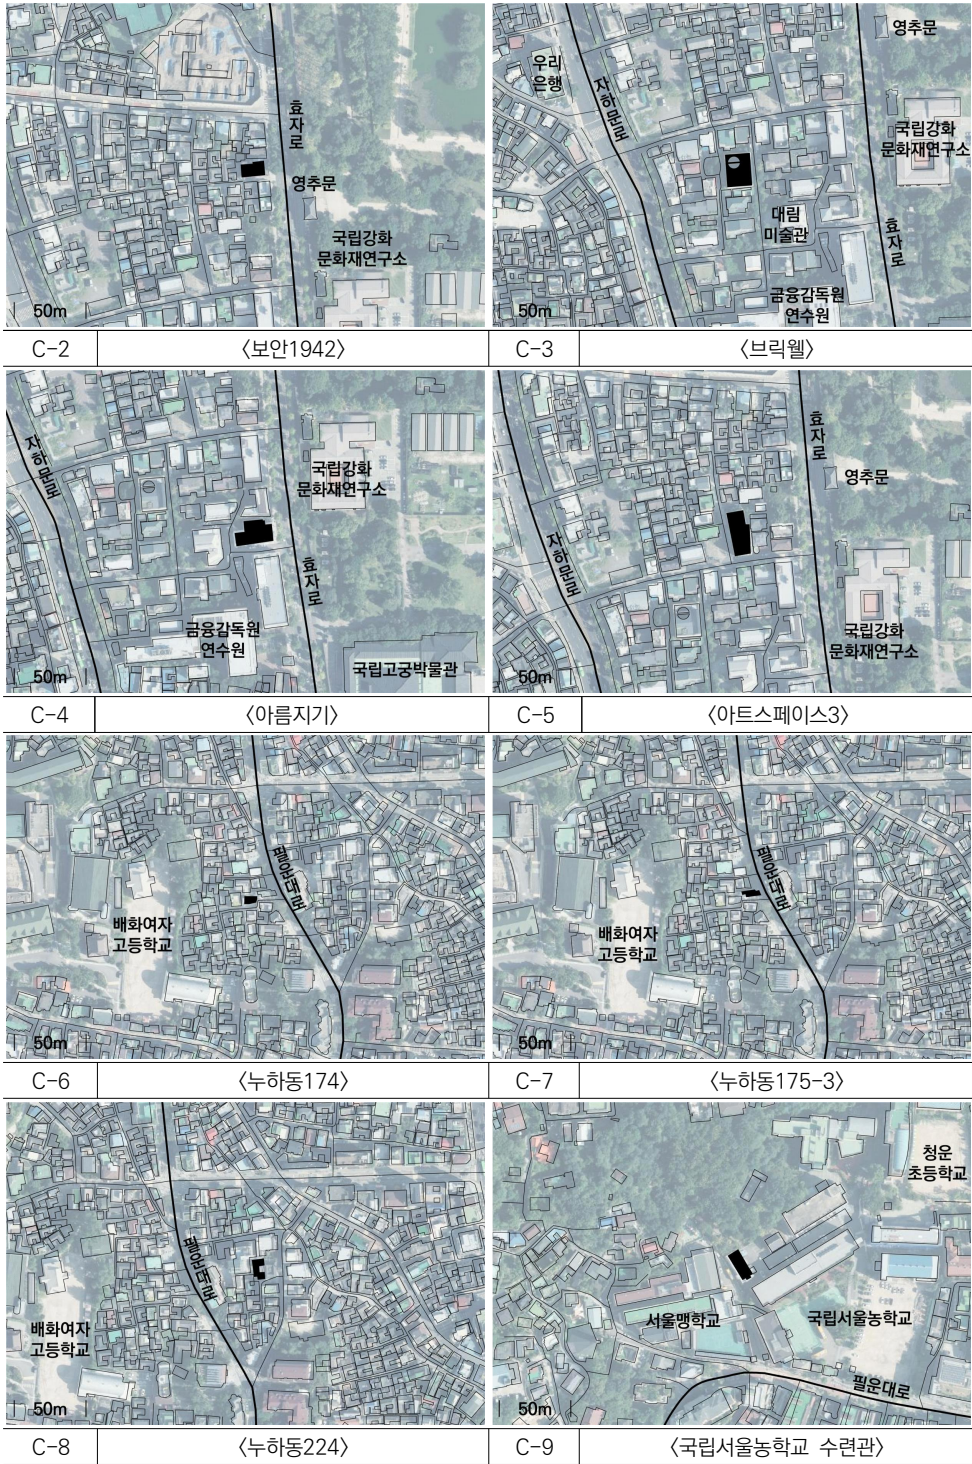 효자로
영추문
국립강화
문화재연구소
50m
C-2 〈보안1942〉
영추문
우리
은행
자하문로
국립강화
문화재연구소
대림
미술관
효자로
금융감독원
연수원
50m
C-3 〈브릭웰〉
자하문로
국립강화
문화재연구소
효자로
금융감독원
연수원
국립고궁박물관
50m
C-4 〈아름지기〉
효자로
영추문
자하문로
국립강화
문화재연구소
50m
C-5 〈아트스페이스3〉
필운대로
배화여자
고등학교
50m
C-6 〈누하동174〉
필운대로
배화여자
고등학교
50m
C-7 〈누하동175-3〉
필운대로
배화여자
고등학교
50m
C-8 〈누하동224〉
청운
초등학교
서울맹학교
국립서울농학교
필운대로
50m
C-9 〈국립서울농학교 수련관〉